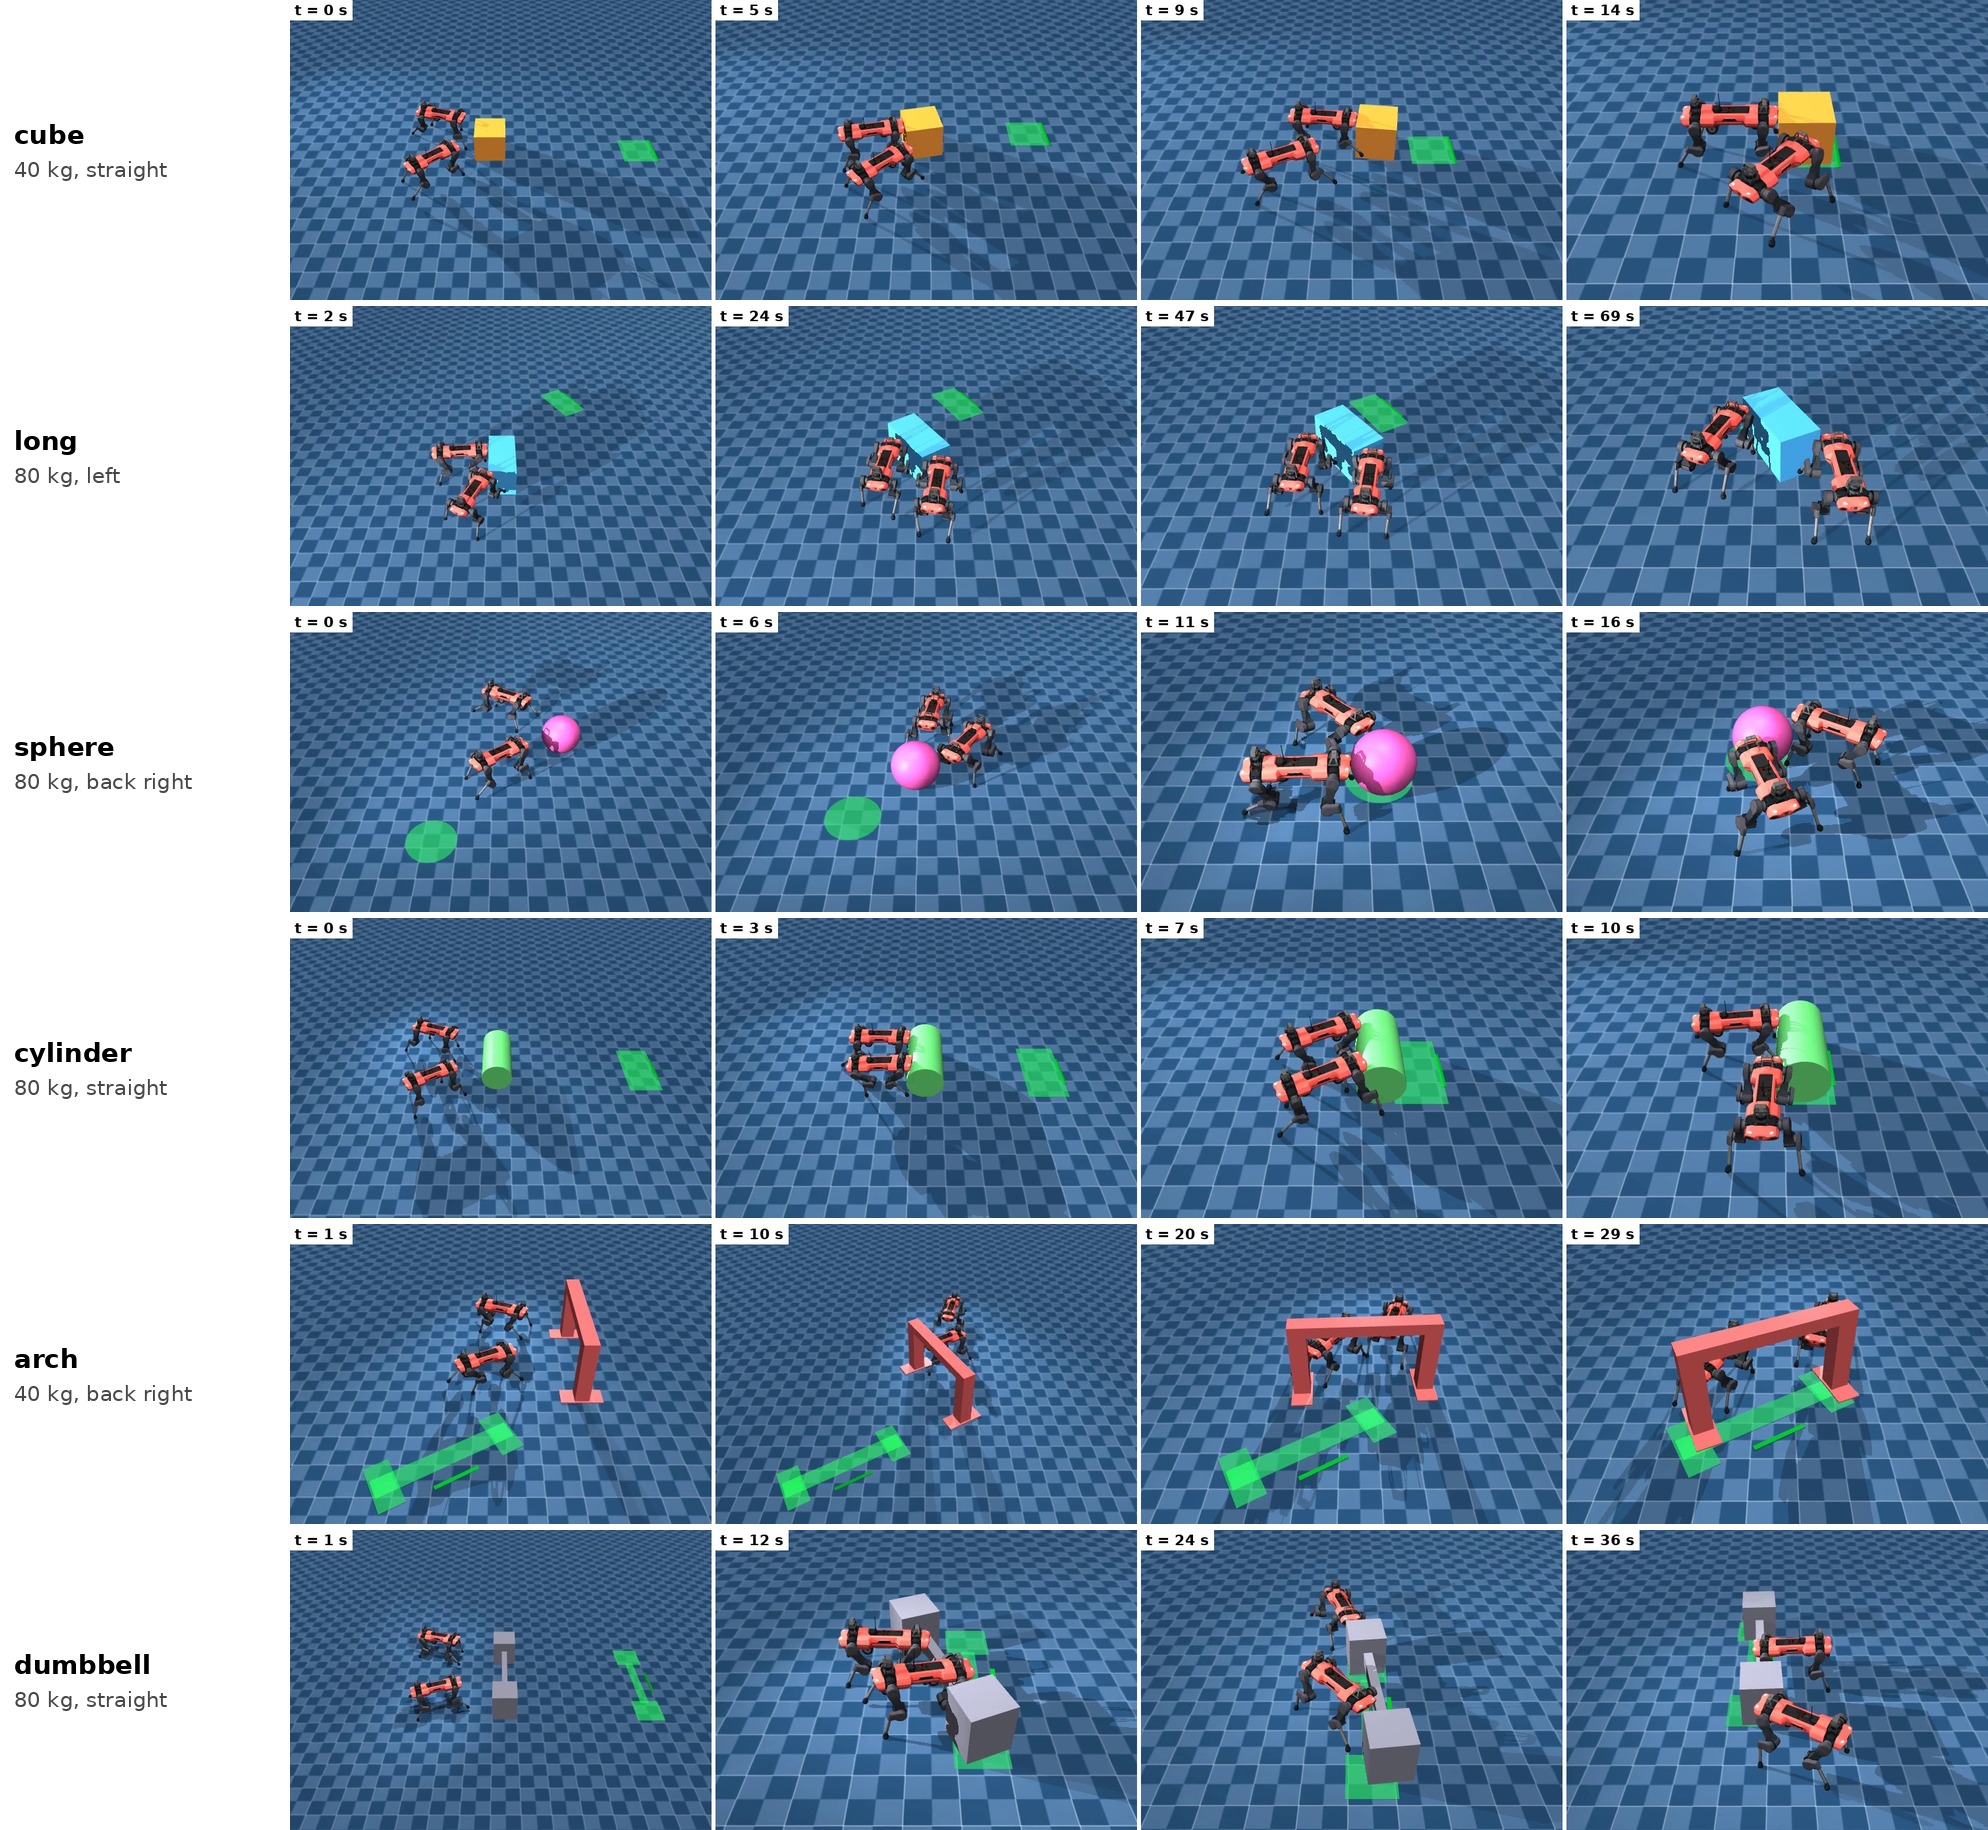 t = 0 s
t = 5 s
t = 9 s
t = 14 s
cube
40 kg, straight
t = 2 s
t = 24 s
t = 47 s
t = 69 s
long
80 kg, left
t = 0 s
t = 6 s
t = 11 s
t = 16 s
sphere
80 kg, back right
t = 0 s
t = 3 s
t = 7 s
t = 10 s
cylinder
80 kg, straight
t = 1 s
t = 10 s
t = 20 s
t = 29 s
arch
40 kg, back right
t = 1 s
t = 12 s
t = 24 s
t = 36 s
dumbbell
80 kg, straight